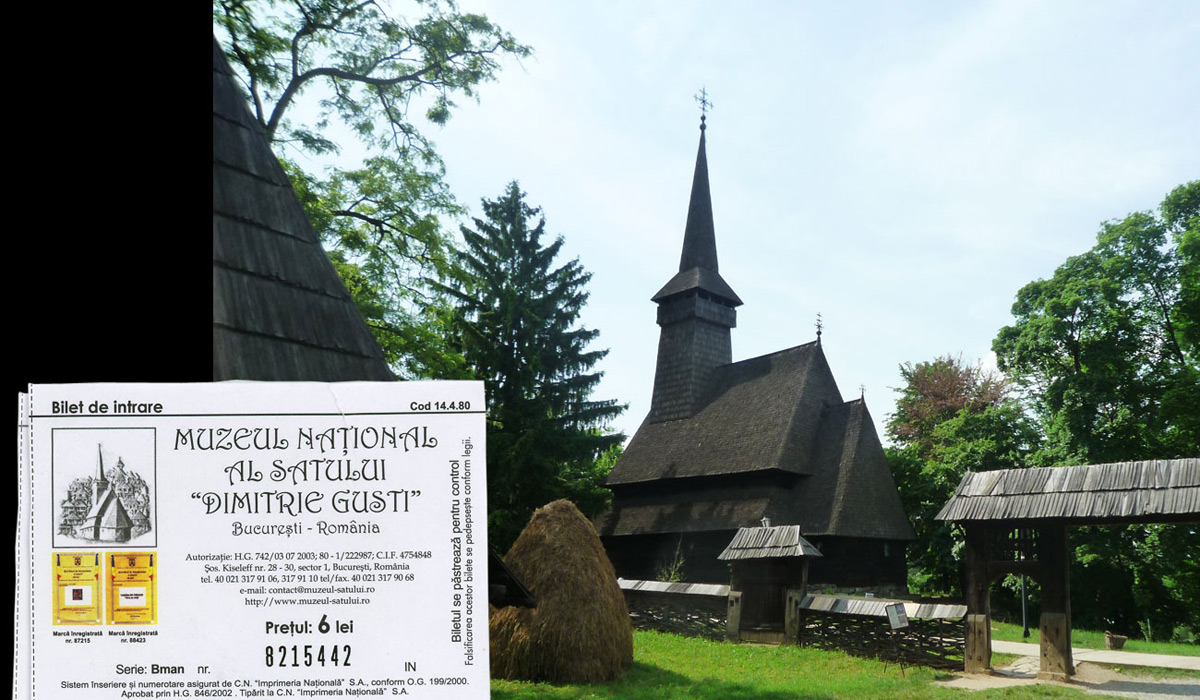 Bilet de intrare
Cod 14.4.80
MUZEUL NAȚIONAL
AL SATULUI
“DIMITRIE GUSTI”
București - România
Autorizație: H.G. 742/03 07 2003; 80 - 1/222987; C.I.F. 4754848
Șos. Kiseleff nr. 28 - 30, sector 1, București, România
tel. 40 021 317 91 06, 317 91 10 tel/fax. 40 021 317 90 68
e-mail: contact@muzeul-satului.ro
http://www.muzeul-satului.ro
Marcă înregistrată
nr. 87215
Marcă înregistrată
nr. 86423
Prețul: 6 lei
8215442
Serie: Bman nr.
IN
Sistem înseriere și numerotare asigurat de C.N. “Imprimeria Națională” S.A., conform O.G. 199/2000.
Aprobat prin H.G. 846/2002 . Tipărit la C.N. “Imprimeria Națională” S.A.
Biletul se păstrează pentru control
Falsificarea acestor bilete se pedepsește conform legii.